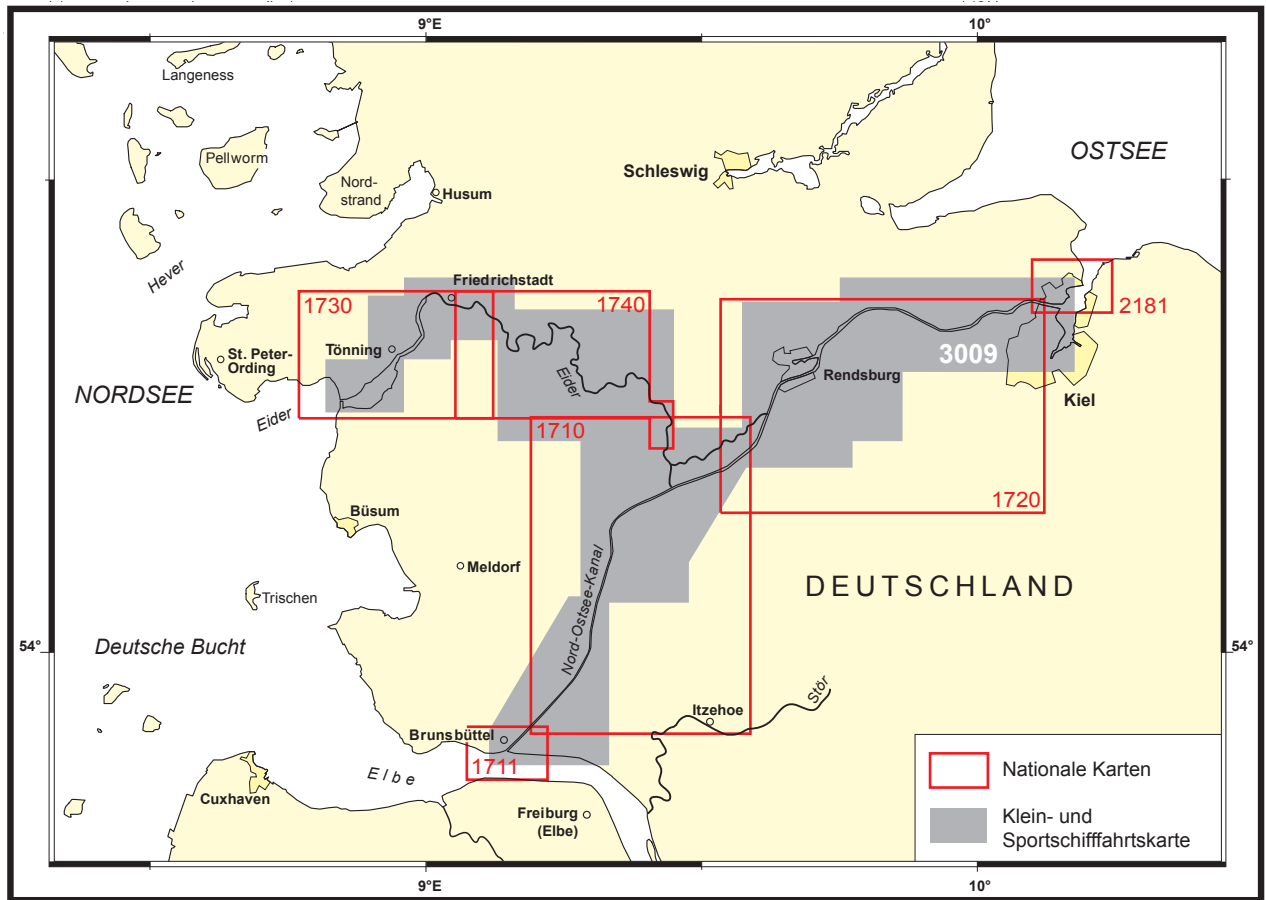 9°E
10°
Langeness
OSTSEE
Pellworm
Schleswig
Nord-
strand
Husum
Hever
Friedrichstadt
1730
1740
2181
Tönning
St. Peter-
Ording
3009
Rendsburg
Eider
NORDSEE
Kiel
Eider
1710
1720
Büsum
Meldorf
DEUTSCHLAND
Trischen
Nord-Ostsee-Kanal
54°
Deutsche Bucht
54°
Stör
Itzehoe
Brunsbüttel
1711
Elbe
Nationale Karten
Cuxhaven
Freiburg
(Elbe)
Klein- und
Sportschifffahrtskarte
9°E
10°